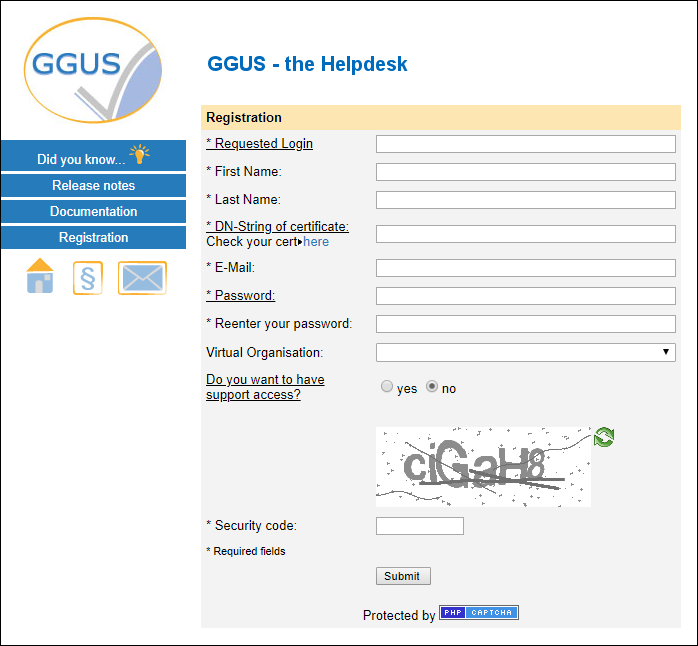 GGUS
GGUS - the Helpdesk
Did you know...
Release notes
Documentation
Registration
§
Registration
* Requested Login
* First Name:
* Last Name:
* DN-String of certificate:
Check your cert▸here
* E-Mail:
* Password:
* Reenter your password:
Virtual Organisation:
Do you want to have
support access?
yes no
ciGaH8
* Security code:
* Required fields
Submit
Protected by PHP CAPTCHA